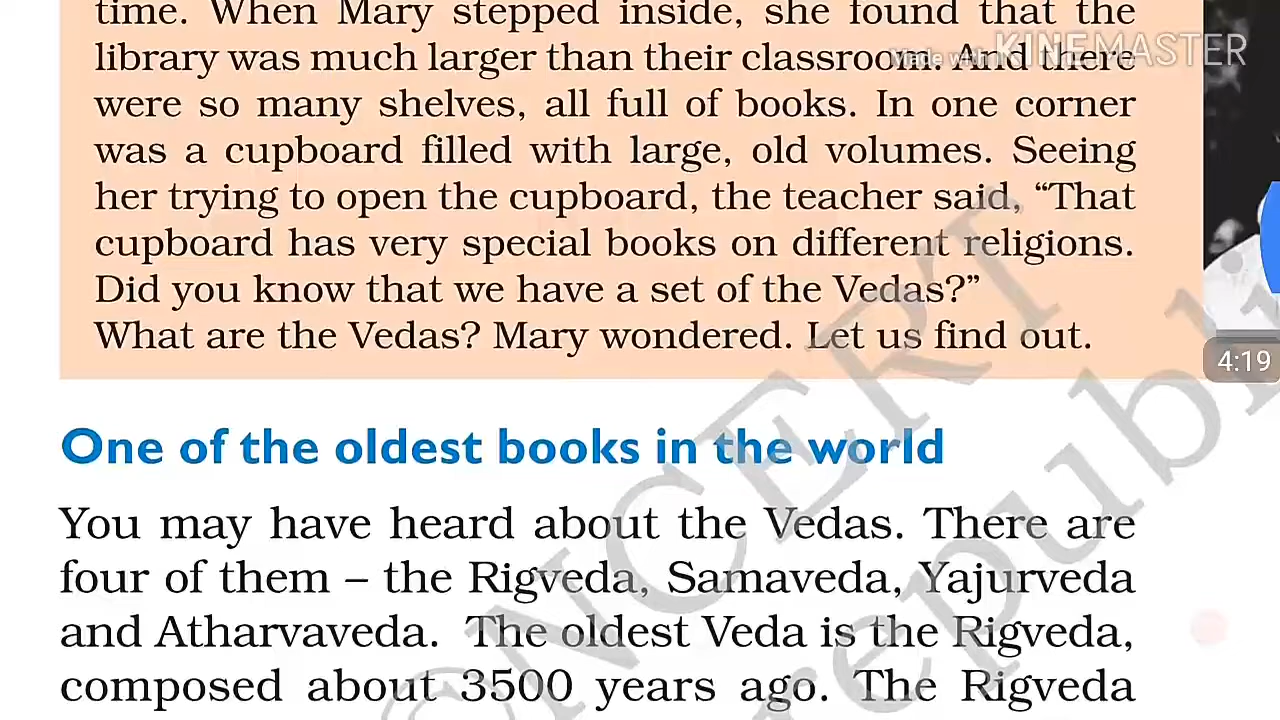 time. When Mary stepped inside, she found that the
library was much larger than their classroom. And there
were so many shelves, all full of books. In one corner
was a cupboard filled with large, old volumes. Seeing
her trying to open the cupboard, the teacher said, “That
cupboard has very special books on different religions.
Did you know that we have a set of the Vedas?”
What are the Vedas? Mary wondered. Let us find out.
Made with KINEMASTER
4:19
One of the oldest books in the world
You may have heard about the Vedas. There are
four of them – the Rigveda, Samaveda, Yajurveda
and Atharvaveda. The oldest Veda is the Rigveda,
composed about 3500 years ago. The Rigveda
©NCERT
republi